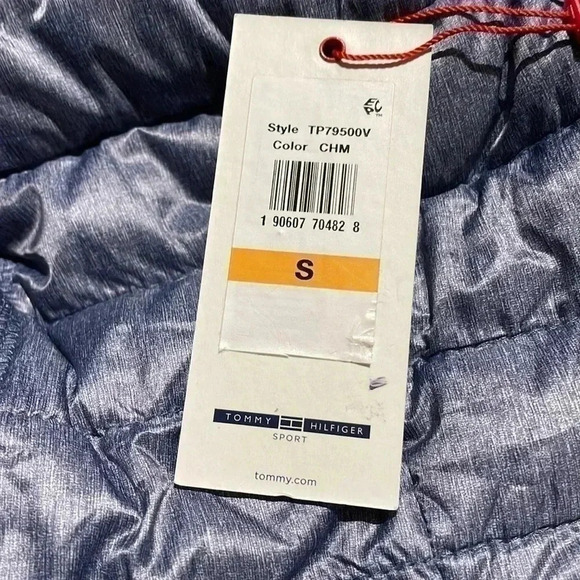 Style TP79500V
Color CHM
1 90607 70482 8
S
TOMMY HILFIGER
SPORT
tommy.com